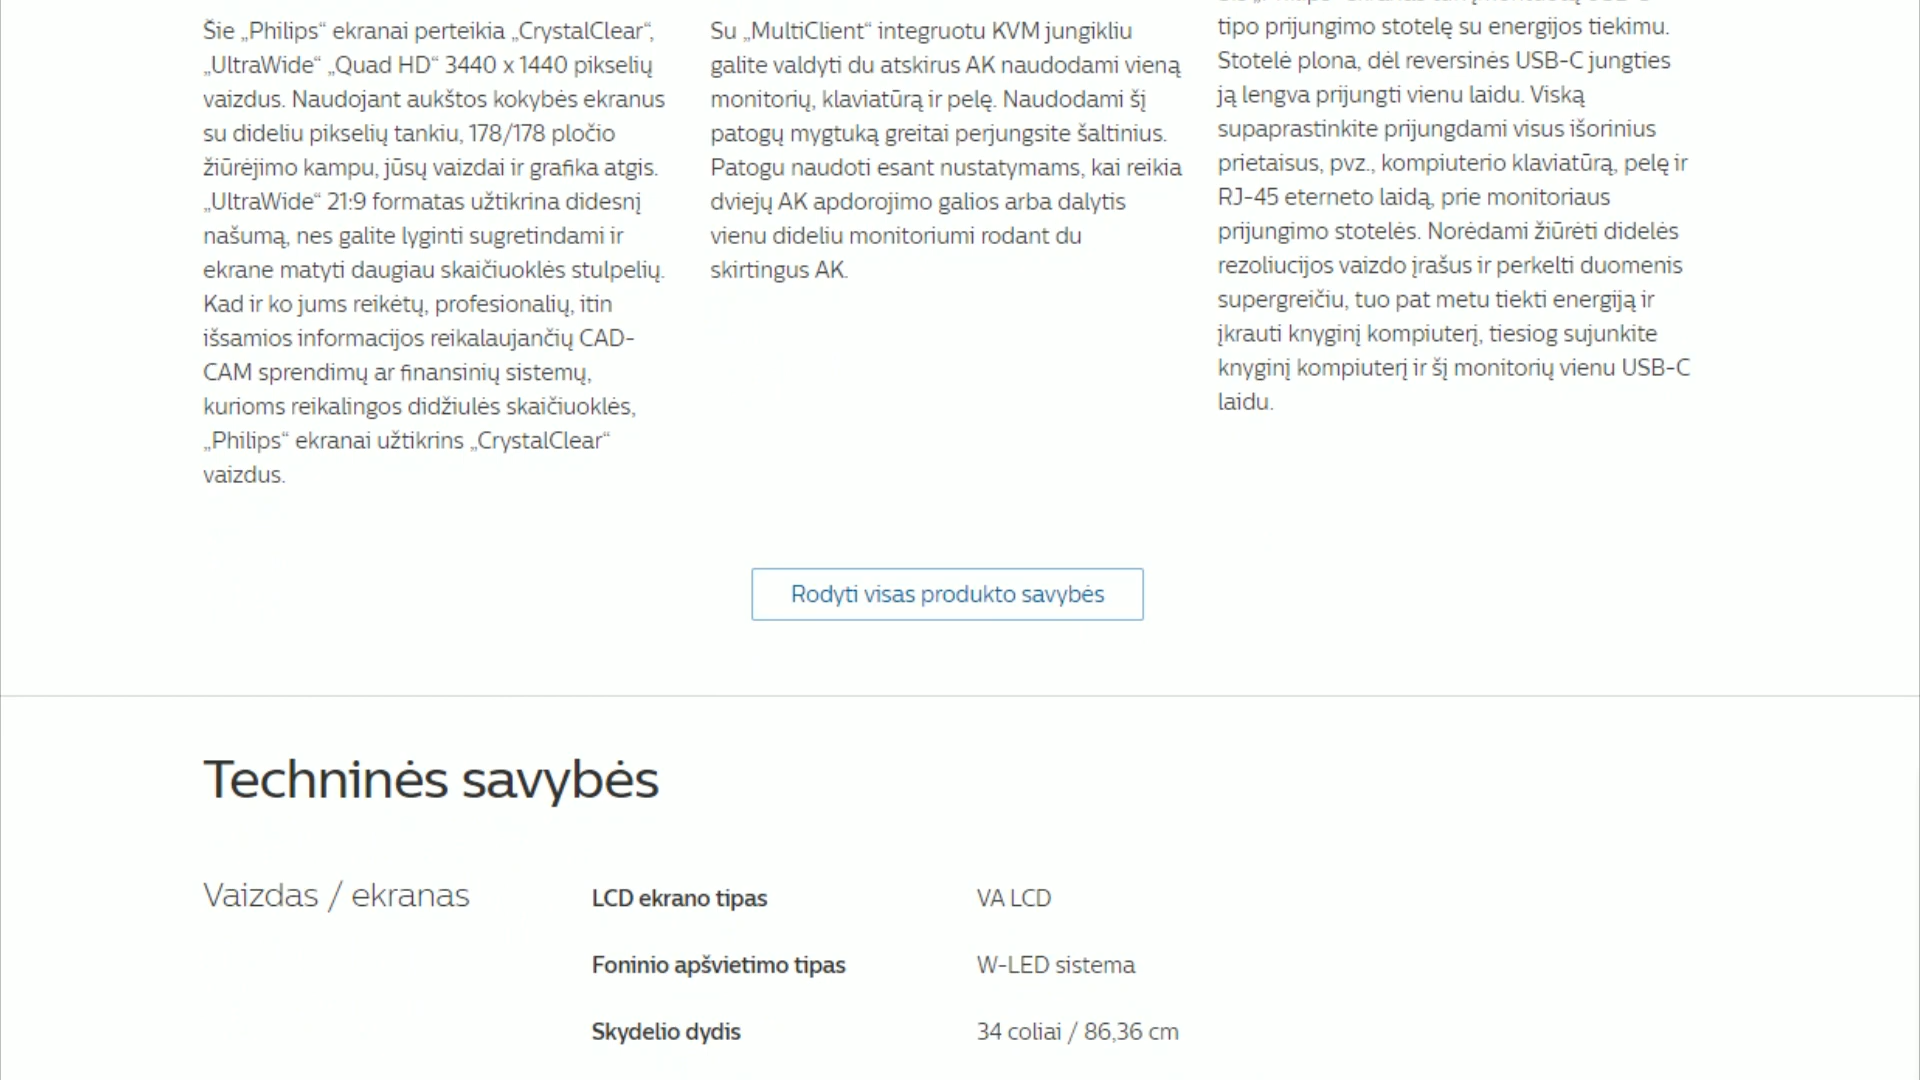 Šie „Philips“ ekranai perteikia „CrystalClear“,
„UltraWide“ „Quad HD“ 3440 x 1440 pikselių
vaizdus. Naudojant aukštos kokybės ekranus
su dideliu pikselių tankiu, 178/178 pločio
žiūrėjimo kampu, jūsų vaizdai ir grafika atgis.
„UltraWide“ 21:9 formatas užtikrina didesnį
našumą, nes galite lyginti sugretindami ir
ekrane matyti daugiau skaičiuoklės stulpelių.
Kad ir ko jums reikėtų, profesionalių, itin
išsamios informacijos reikalaujančių CAD-
CAM sprendimų ar finansinių sistemų,
kurioms reikalingos didžiulės skaičiuoklės,
„Philips“ ekranai užtikrins „CrystalClear“
vaizdus.
Su „MultiClient“ integruotu KVM jungikliu
galite valdyti du atskirus AK naudodami vieną
monitorių, klaviatūrą ir pelę. Naudodami šį
patogų mygtuką greitai perjungsite šaltinius.
Patogu naudoti esant nustatymams, kai reikia
dviejų AK apdorojimo galios arba dalytis
vienu dideliu monitoriumi rodant du
skirtingus AK.
tipo prijungimo stotelę su energijos tiekimu.
Stotelė plona, dėl reversinės USB-C jungties
ją lengva prijungti vienu laidu. Viską
supaprastinkite prijungdami visus išorinius
prietaisus, pvz., kompiuterio klaviatūrą, pelę ir
RJ-45 eterneto laidą, prie monitoriaus
prijungimo stotelės. Norėdami žiūrėti didelės
rezoliucijos vaizdo įrašus ir perkelti duomenis
supergreičiu, tuo pat metu tiekti energiją ir
įkrauti knyginį kompiuterį, tiesiog sujunkite
knyginį kompiuterį ir šį monitorių vienu USB-C
laidu.
Rodyti visas produkto savybės
Techninės savybės
Vaizdas / ekranas
LCD ekrano tipas VA LCD
Foninio apšvietimo tipas W-LED sistema
Skydelio dydis 34 coliai / 86,36 cm